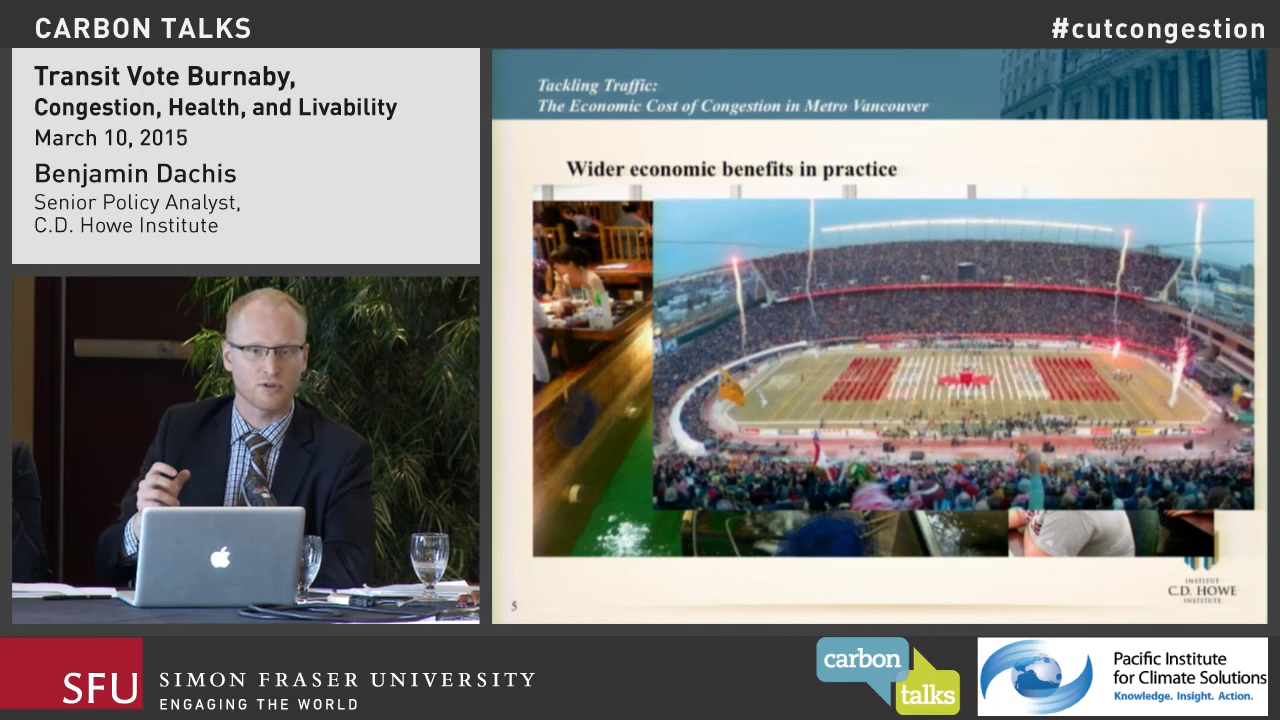 CARBON TALKS
#cutcongestion
Transit Vote Burnaby,
Congestion, Health, and Livability
March 10, 2015
Benjamin Dachis
Senior Policy Analyst,
C.D. Howe Institute
Tackling Traffic:
The Economic Cost of Congestion in Metro Vancouver
Wider economic benefits in practice
INSTITUT
C.D. HOWE
INSTITUTE
5
SFU
SIMON FRASER UNIVERSITY
ENGAGING THE WORLD
carbon
talks
Pacific Institute
for Climate Solutions
Knowledge. Insight. Action.